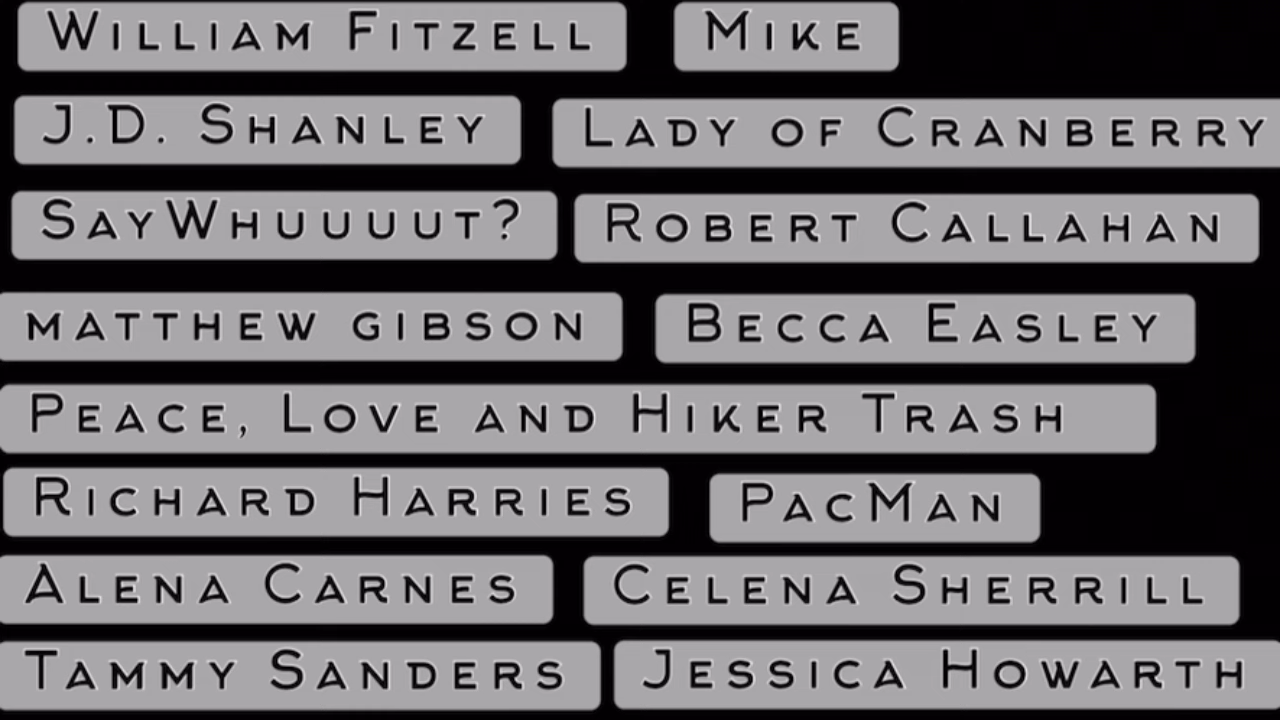 William Fitzell Mike
J.D. Shanley Lady of Cranberry
SayWhuuuut? Robert Callahan
matthew gibson Becca Easley
Peace, Love and Hiker Trash
Richard Harries PacMan
Alena Carnes Celena Sherrill
Tammy Sanders Jessica Howarth